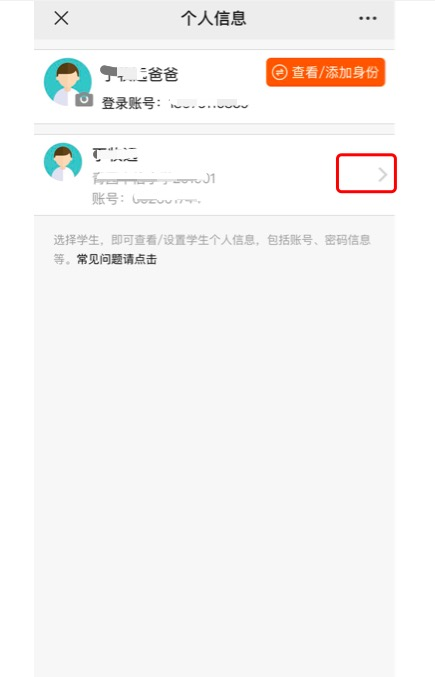 个人信息
爸爸
查看/添加身份
登录账号：
账号：
选择学生，即可查看/设置学生个人信息，包括账号、密码信息
等。常见问题请点击